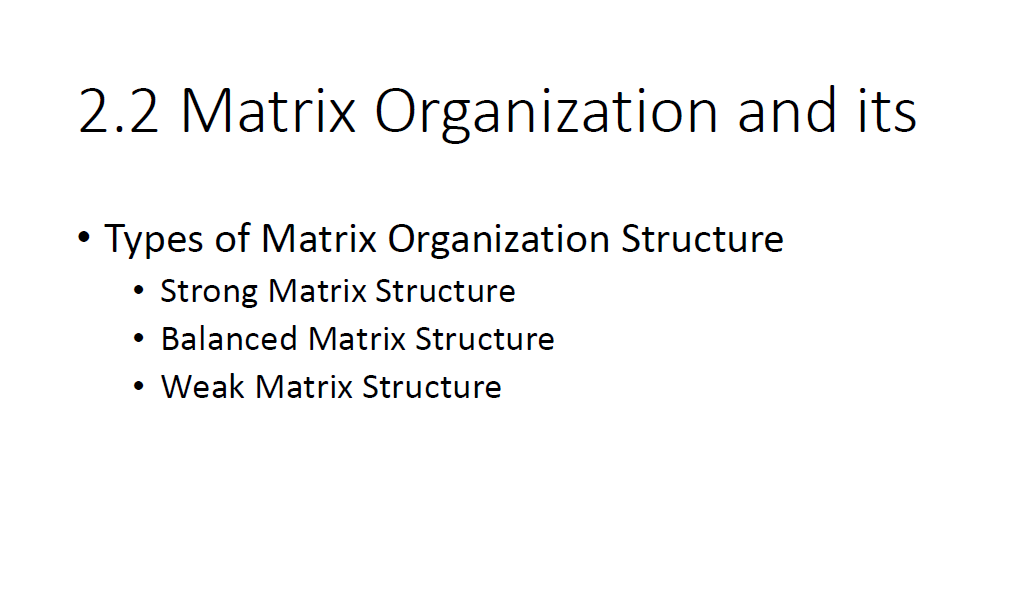 2.2 Matrix Organization and its
• Types of Matrix Organization Structure
• Strong Matrix Structure
• Balanced Matrix Structure
• Weak Matrix Structure